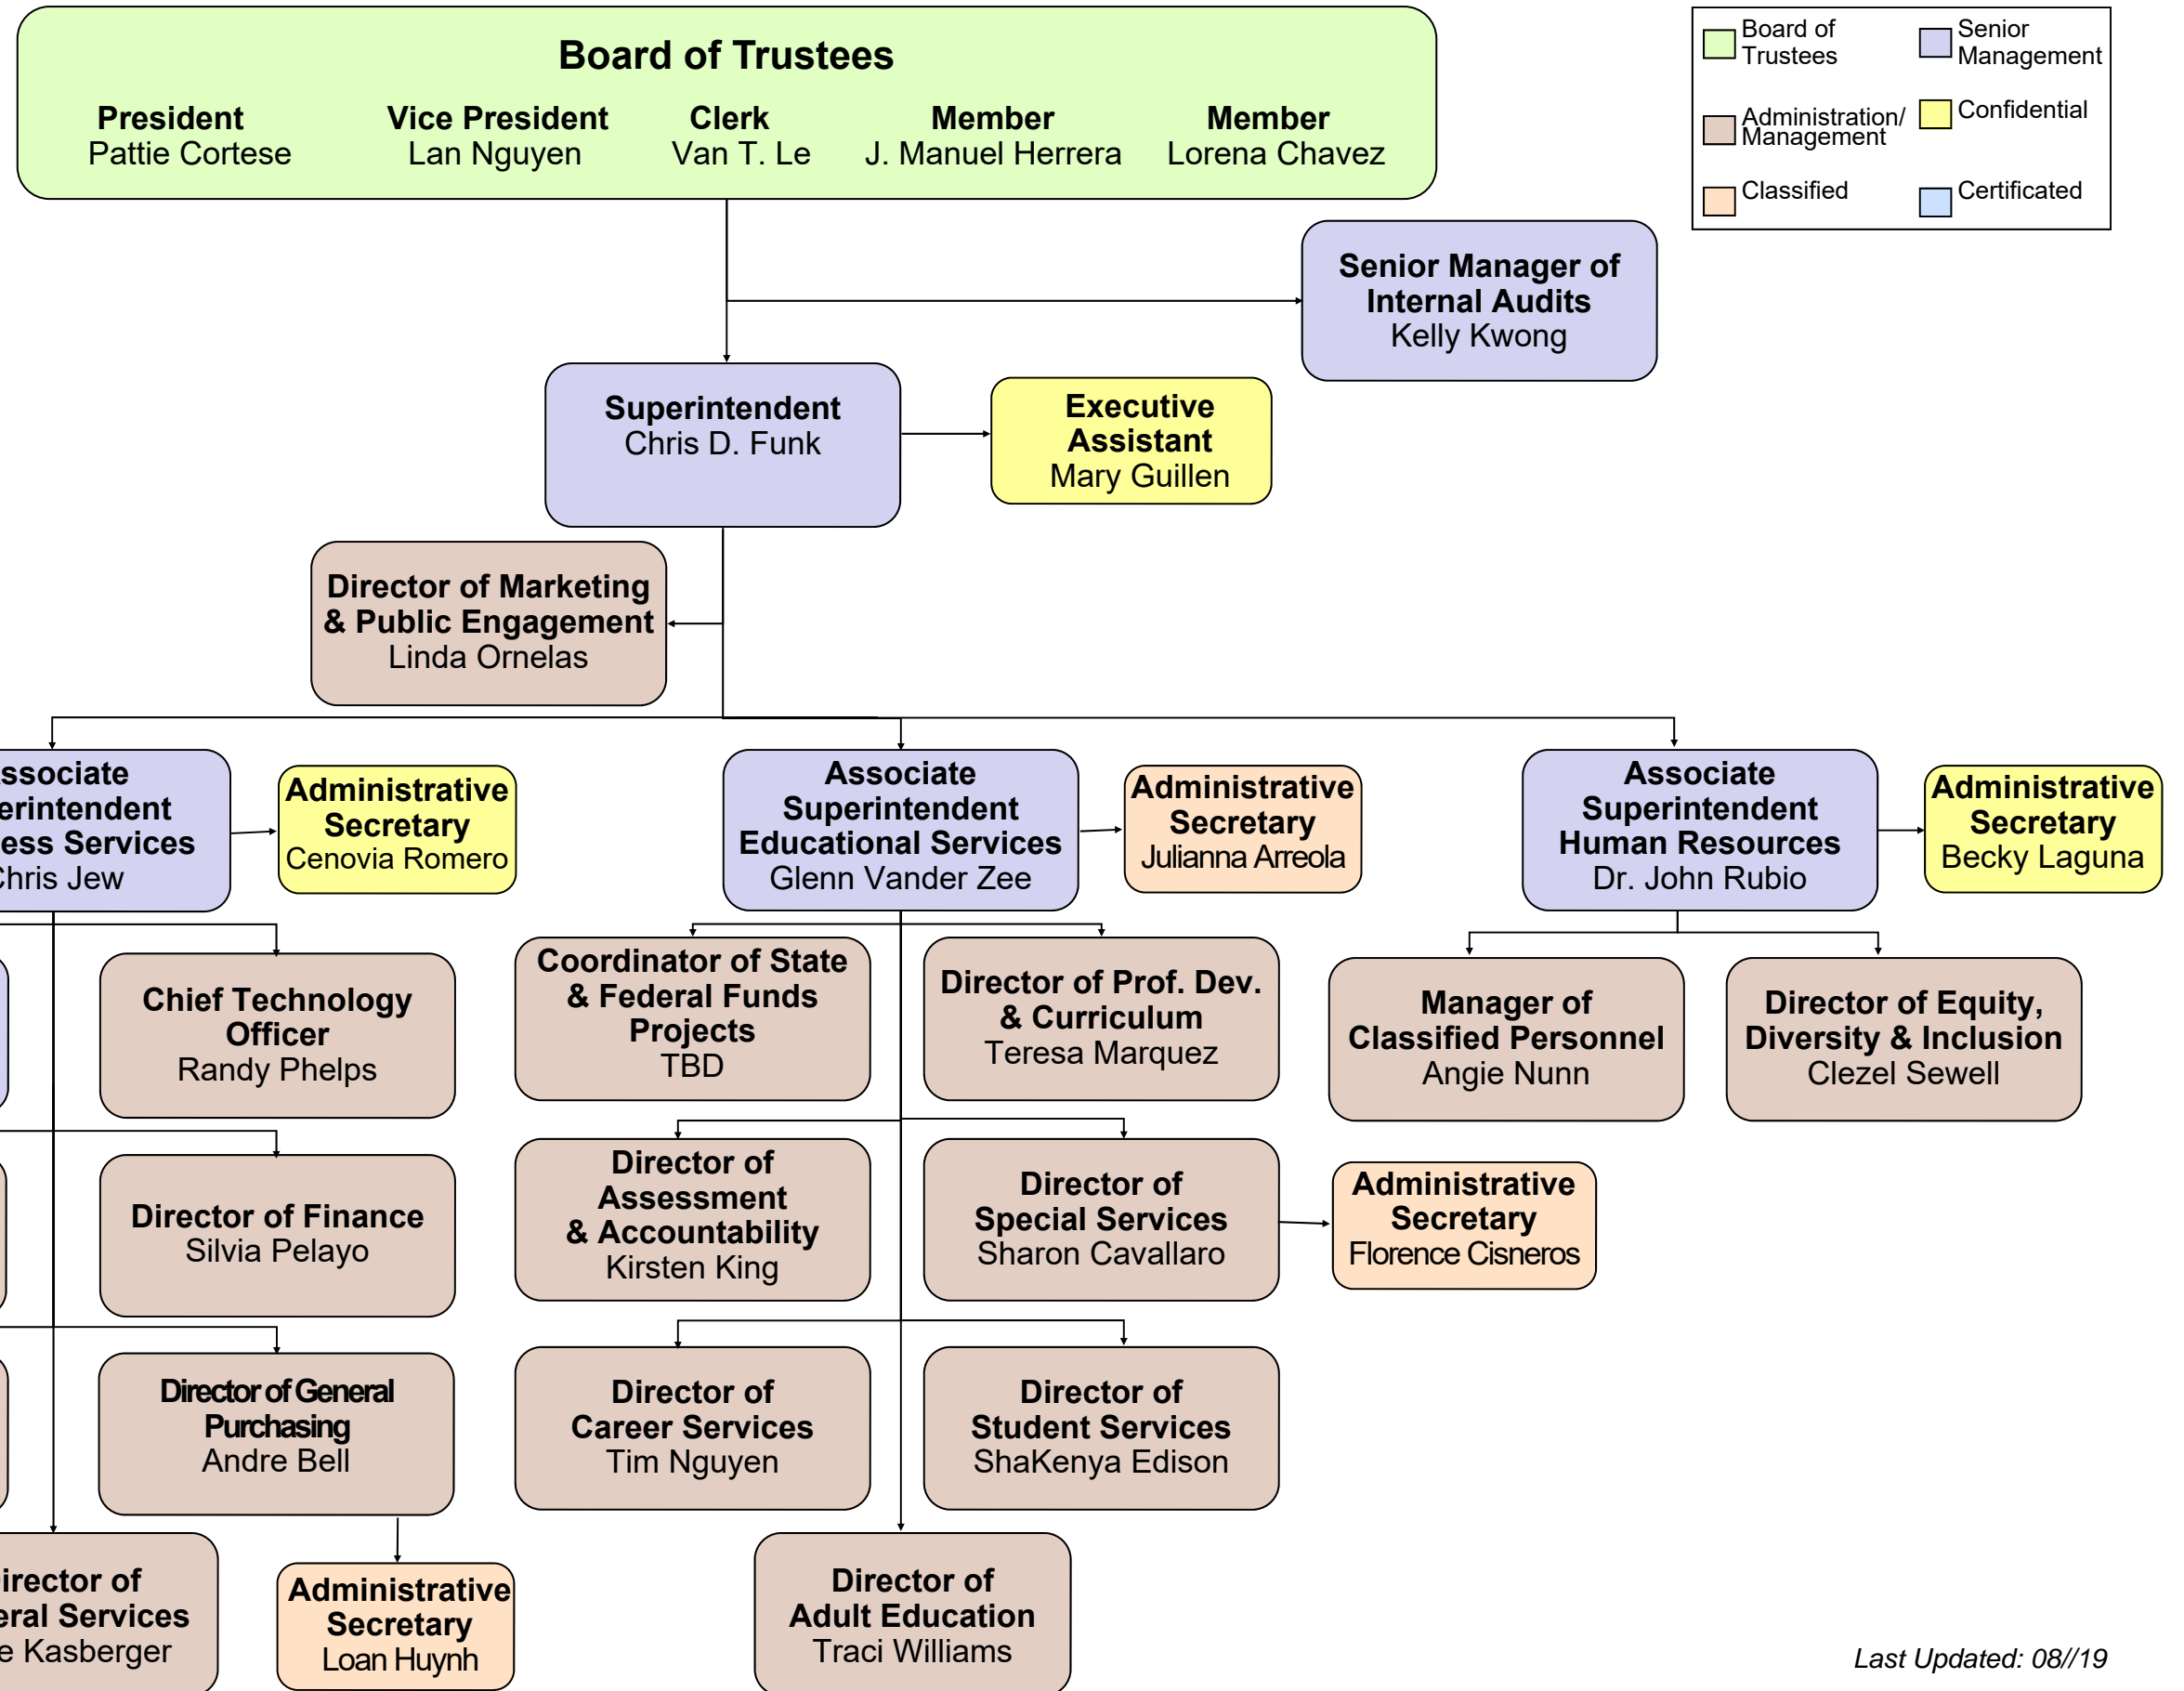 Board of Trustees
President
Pattie Cortese
Vice President
Lan Nguyen
Clerk
Van T. Le
Member
J. Manuel Herrera
Member
Lorena Chavez
Board of
Trustees
Senior
Management
Administration/
Management
Confidential
Classified
Certificated
Senior Manager of
Internal Audits
Kelly Kwong
Superintendent
Chris D. Funk
Executive
Assistant
Mary Guillen
Director of Marketing
& Public Engagement
Linda Ornelas
ssociate
erintendent
ess Services
Chris Jew
Administrative
Secretary
Cenovia Romero
Associate
Superintendent
Educational Services
Glenn Vander Zee
Administrative
Secretary
Julianna Arreola
Associate
Superintendent
Human Resources
Dr. John Rubio
Administrative
Secretary
Becky Laguna
Chief Technology
Officer
Randy Phelps
Coordinator of State
& Federal Funds
Projects
TBD
Director of Prof. Dev.
& Curriculum
Teresa Marquez
Manager of
Classified Personnel
Angie Nunn
Director of Equity,
Diversity & Inclusion
Clezel Sewell
Director of Finance
Silvia Pelayo
Director of
Assessment
& Accountability
Kirsten King
Director of
Special Services
Sharon Cavallaro
Administrative
Secretary
Florence Cisneros
Director of General
Purchasing
Andre Bell
Director of
Career Services
Tim Nguyen
Director of
Student Services
ShaKenya Edison
irector of
eral Services
e Kasberger
Administrative
Secretary
Loan Huynh
Director of
Adult Education
Traci Williams
Last Updated: 08//19